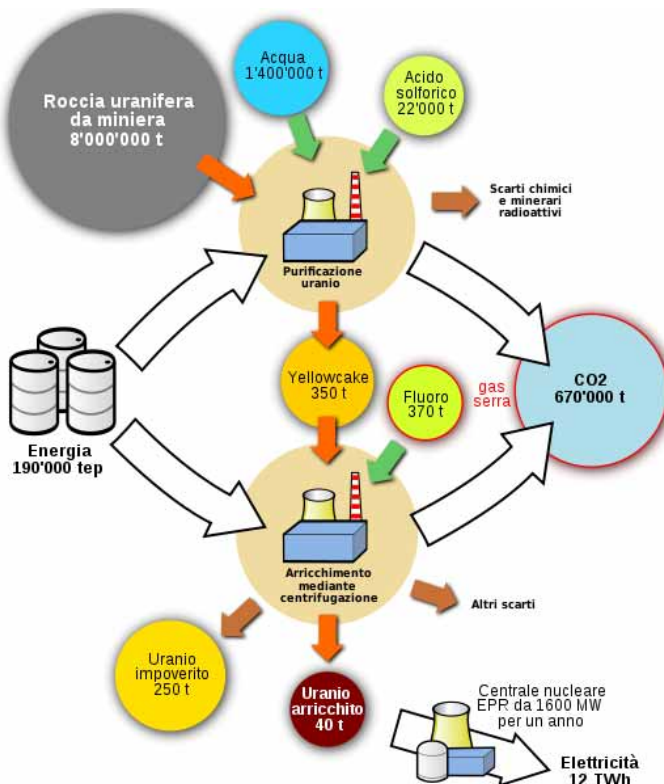 Acqua
1'400'000 t
Acido
solforico
22'000 t
Roccia uranifera
da miniera
8'000'000 t
Scarti chimici
e minerari
radioattivi
Purificazione
uranio
Yellowcake
350 t
Fluoro
370 t
gas
serra
CO2
670'000 t
Energia
190'000 tep
Arricchimento
mediante
centrifugazione
Altri scarti
Uranio
impoverito
250 t
Uranio
arricchito
40 t
Centrale nucleare
EPR da 1600 MW
per un anno
Elettricità
12 TWh